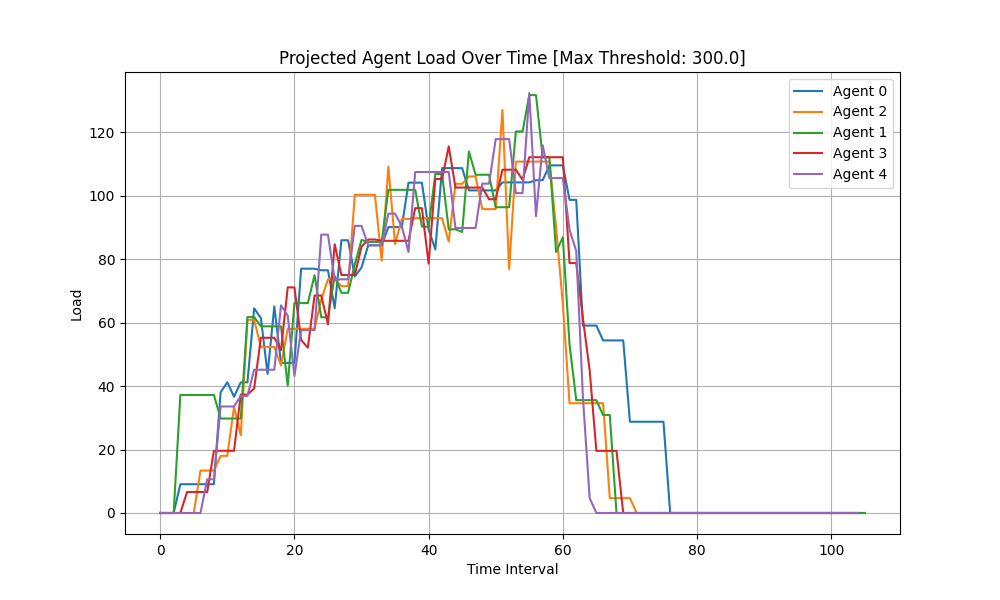 Projected Agent Load Over Time [Max Threshold: 300.0]
Agent 0
Agent 2
Agent 1
Agent 3
Agent 4
Load
120
100
80
60
40
20
0
0 20 40 60 80 100
Time Interval